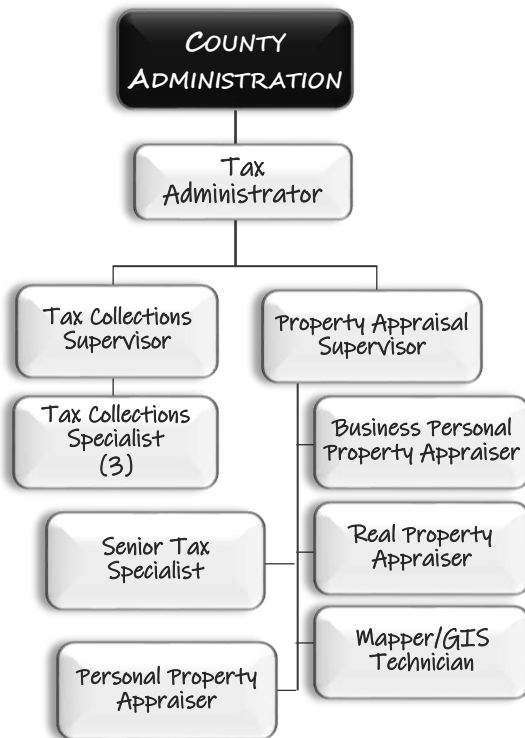 COUNTY
ADMINISTRATION
Tax
Administrator
Tax Collections
Supervisor
Property Appraisal
Supervisor
Tax Collections
Specialist
(3)
Business Personal
Property Appraiser
Senior Tax
Specialist
Real Property
Appraiser
Personal Property
Appraiser
Mapper/GIS
Technician